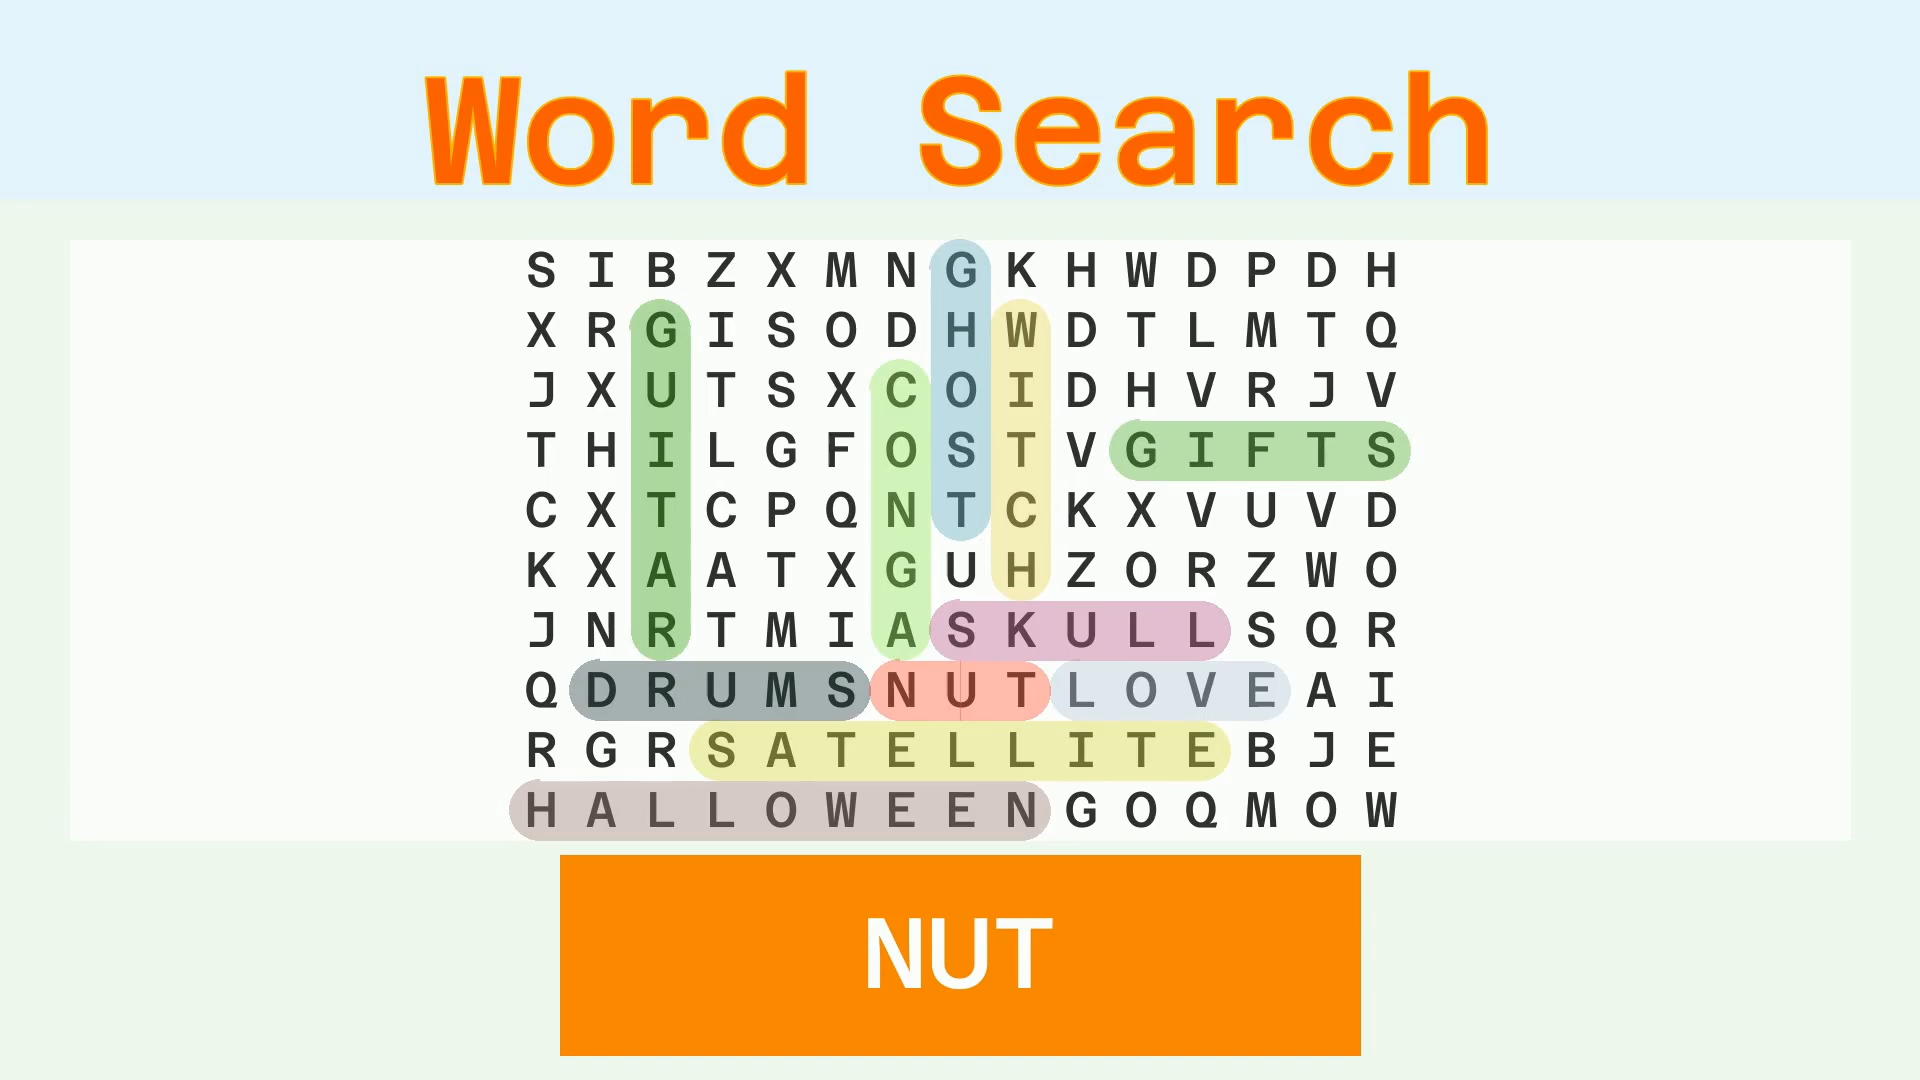 Word Search
S I B Z X M N G K H W D P D H
X R G I S O D H W D T L M T Q
J X U T S X C O I D H V R J V
T H I L G F O S T V G I F T S
C X T C P Q N T C K X V U V D
K X A A T X G U H Z O R Z W O
J N R T M I A S K U L L S Q R
Q D R U M S N U T L O V E A I
R G R S A T E L L I T E B J E
H A L L O W E E N G O Q M O W
NUT